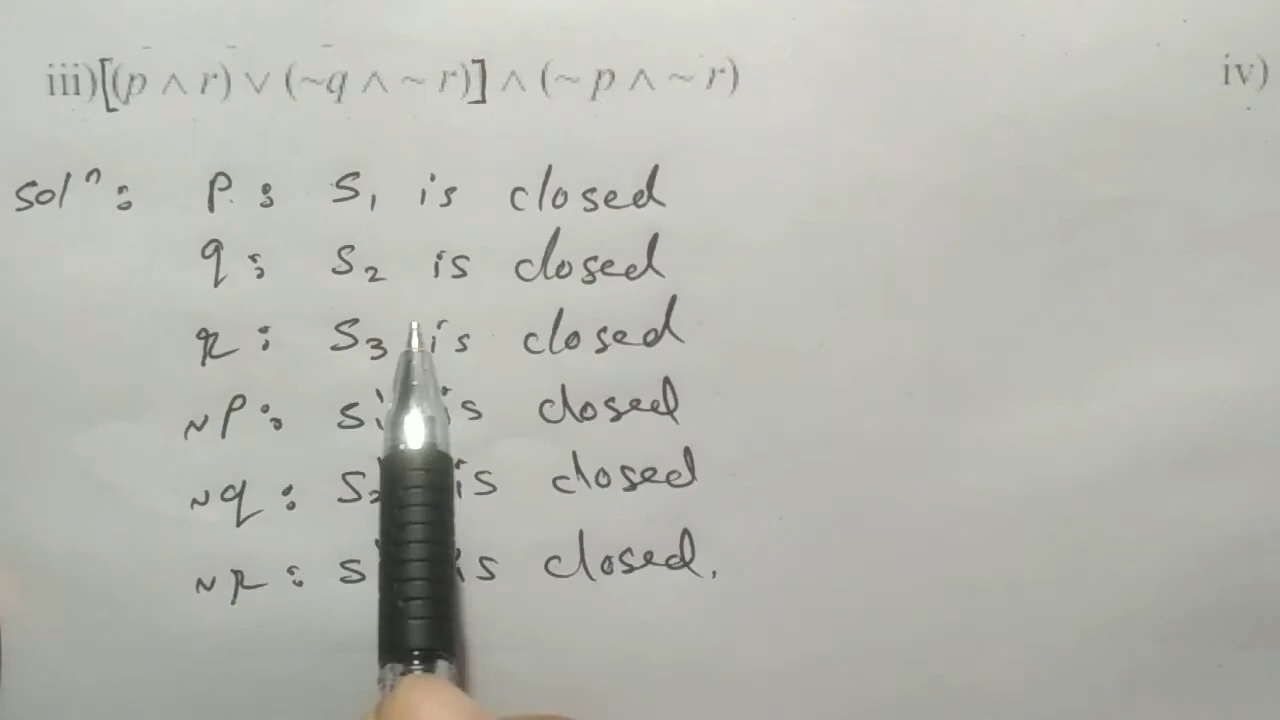 iii)[(p ∧ r) ∨ (~q ∧ ~ r)] ∧ (~ p ∧ ~ r) iv)
solⁿ: p : S₁ is closed
q : S₂ is closed
r : S₃ is closed
~p : is closed
~q : is closed
~r : is closed.